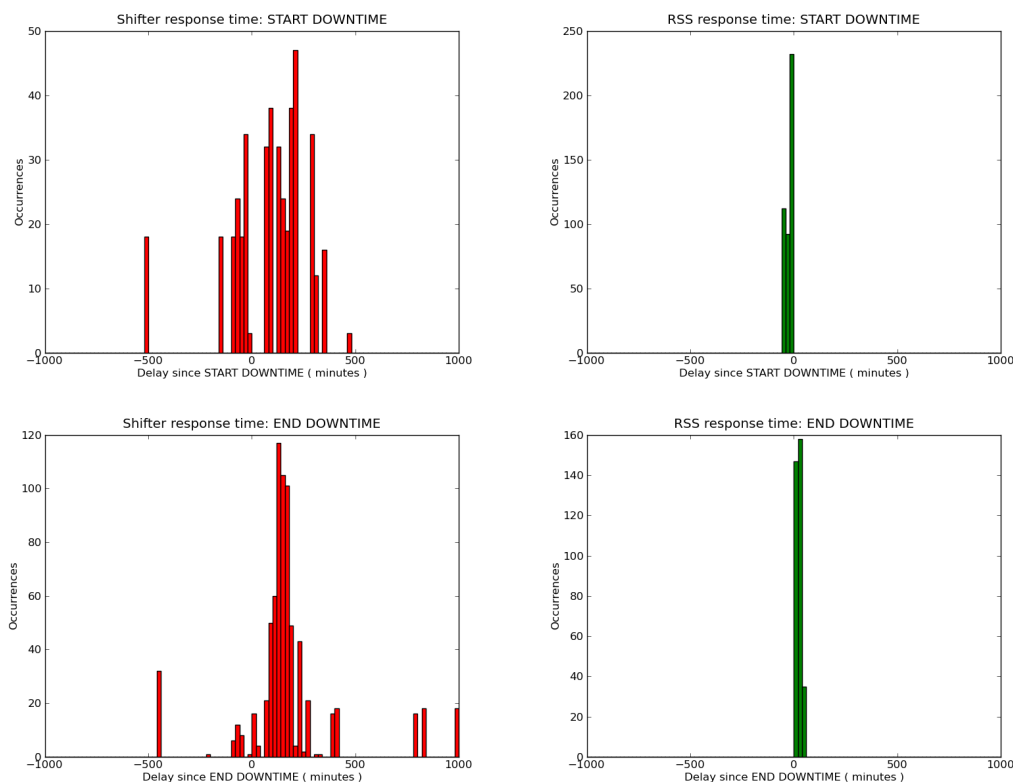 Shifter response time: START DOWNTIME
50
40
30
20
10
0
Occurrences
−1000 −500 0 500 1000
Delay since START DOWNTIME ( minutes )
RSS response time: START DOWNTIME
250
200
150
100
50
0
Occurrences
−1000 −500 0 500 1000
Delay since START DOWNTIME ( minutes )
Shifter response time: END DOWNTIME
120
100
80
60
40
20
0
Occurrences
−1000 −500 0 500 1000
Delay since END DOWNTIME ( minutes )
RSS response time: END DOWNTIME
160
140
120
100
80
60
40
20
0
Occurrences
−1000 −500 0 500 1000
Delay since END DOWNTIME ( minutes )